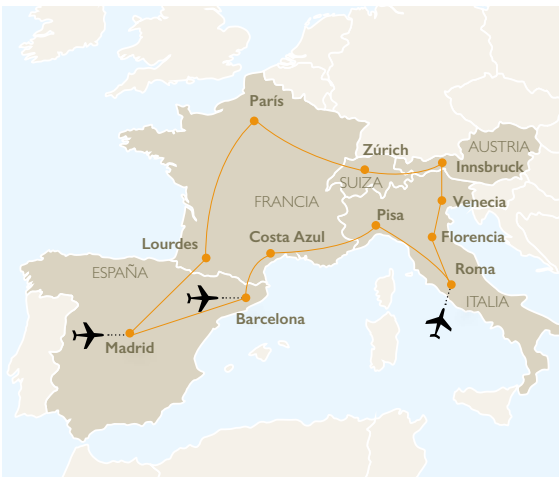 París
Zúrich
AUSTRIA
Innsbruck
SUIZA
FRANCIA
Venecia
Pisa
Costa Azul
Florencia
Lourdes
ESPAÑA
Roma
ITALIA
Barcelona
Madrid